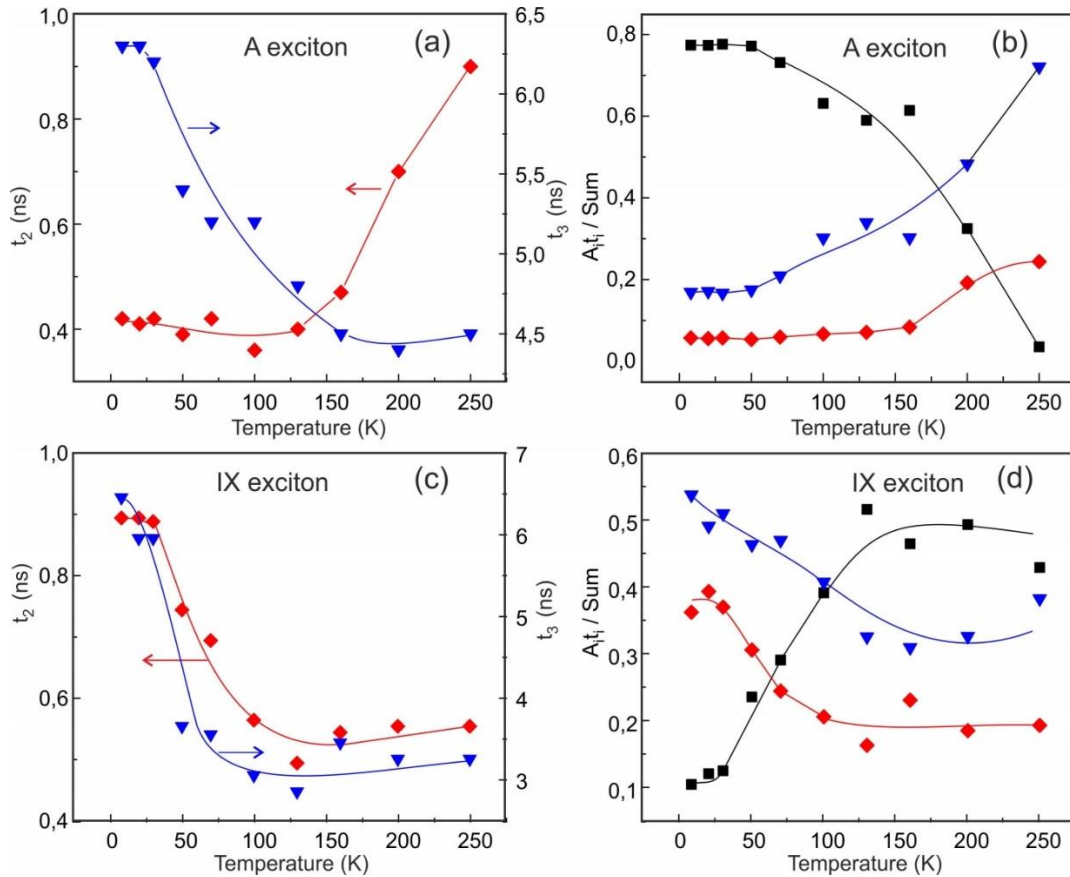 A exciton
(a)
t2 (ns)
1,0
0,8
0,6
0,4
6,5
6,0
5,5
5,0
4,5
t3 (ns)
0 50 100 150 200 250
Temperature (K)
A exciton
(b)
Aiti / Sum
0,8
0,6
0,4
0,2
0,0
0 50 100 150 200 250
Temperature (K)
IX exciton
(c)
t2 (ns)
1,0
0,8
0,6
0,4
7
6
5
4
3
t3 (ns)
0 50 100 150 200 250
Temperature (K)
IX exciton
(d)
Aiti / Sum
0,6
0,5
0,4
0,3
0,2
0,1
0 50 100 150 200 250
Temperature (K)